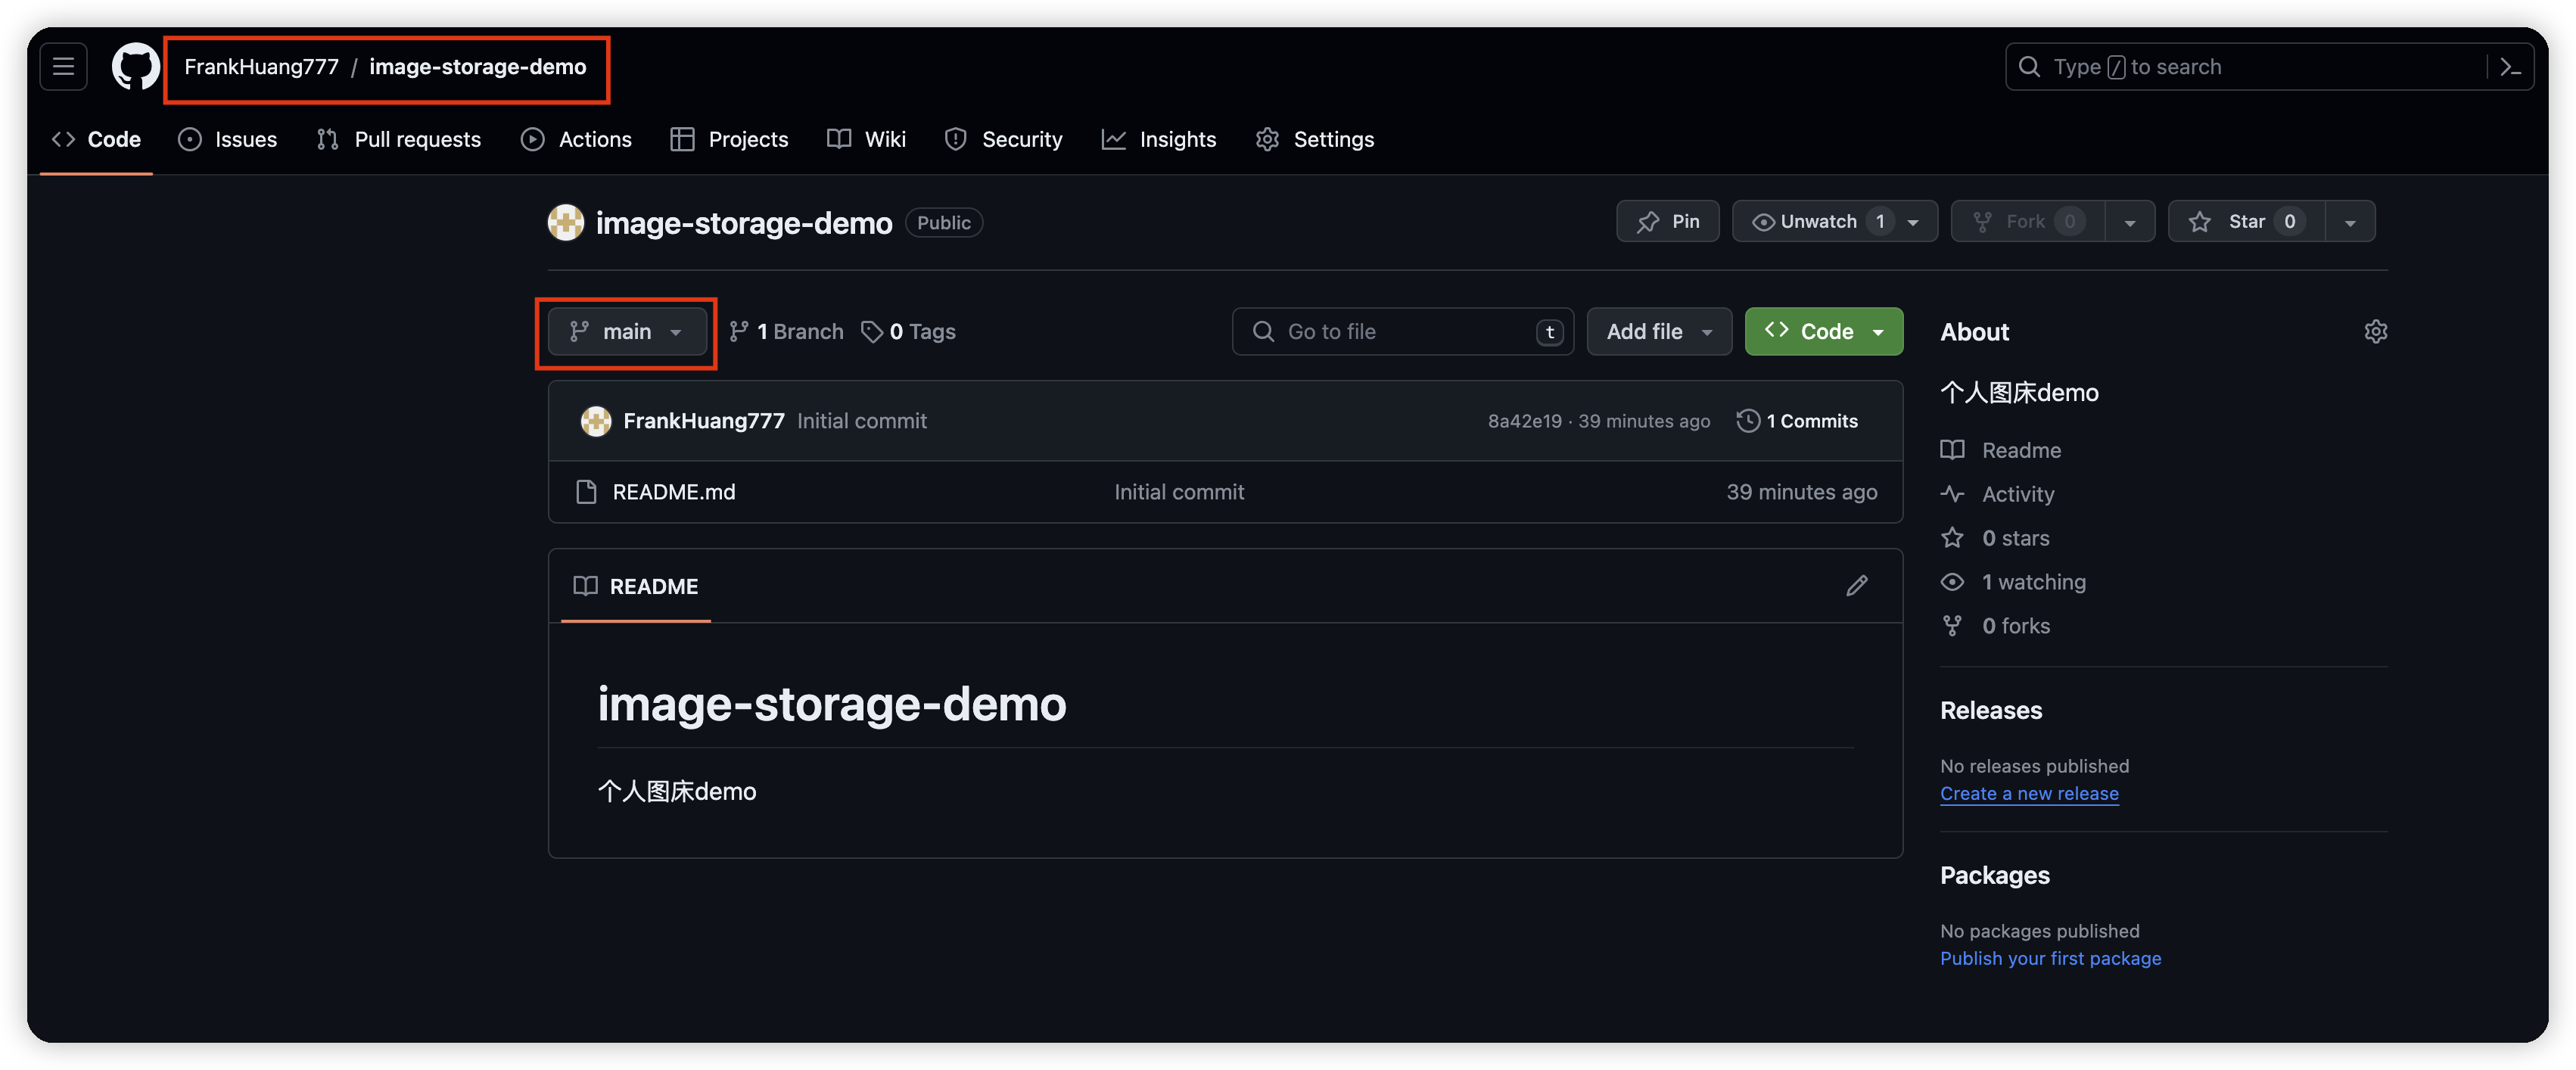 FrankHuang777 / image-storage-demo
Type / to search
Code Issues Pull requests Actions Projects Wiki Security Insights Settings
image-storage-demo Public
Pin Unwatch 1 Fork 0 Star 0
main 1 Branch 0 Tags Go to file t Add file Code
FrankHuang777 Initial commit 8a42e19 · 39 minutes ago 1 Commits
README.md Initial commit 39 minutes ago
README
image-storage-demo
个人图床demo
About
个人图床demo
Readme
Activity
0 stars
1 watching
0 forks
Releases
No releases published
Create a new release
Packages
No packages published
Publish your first package